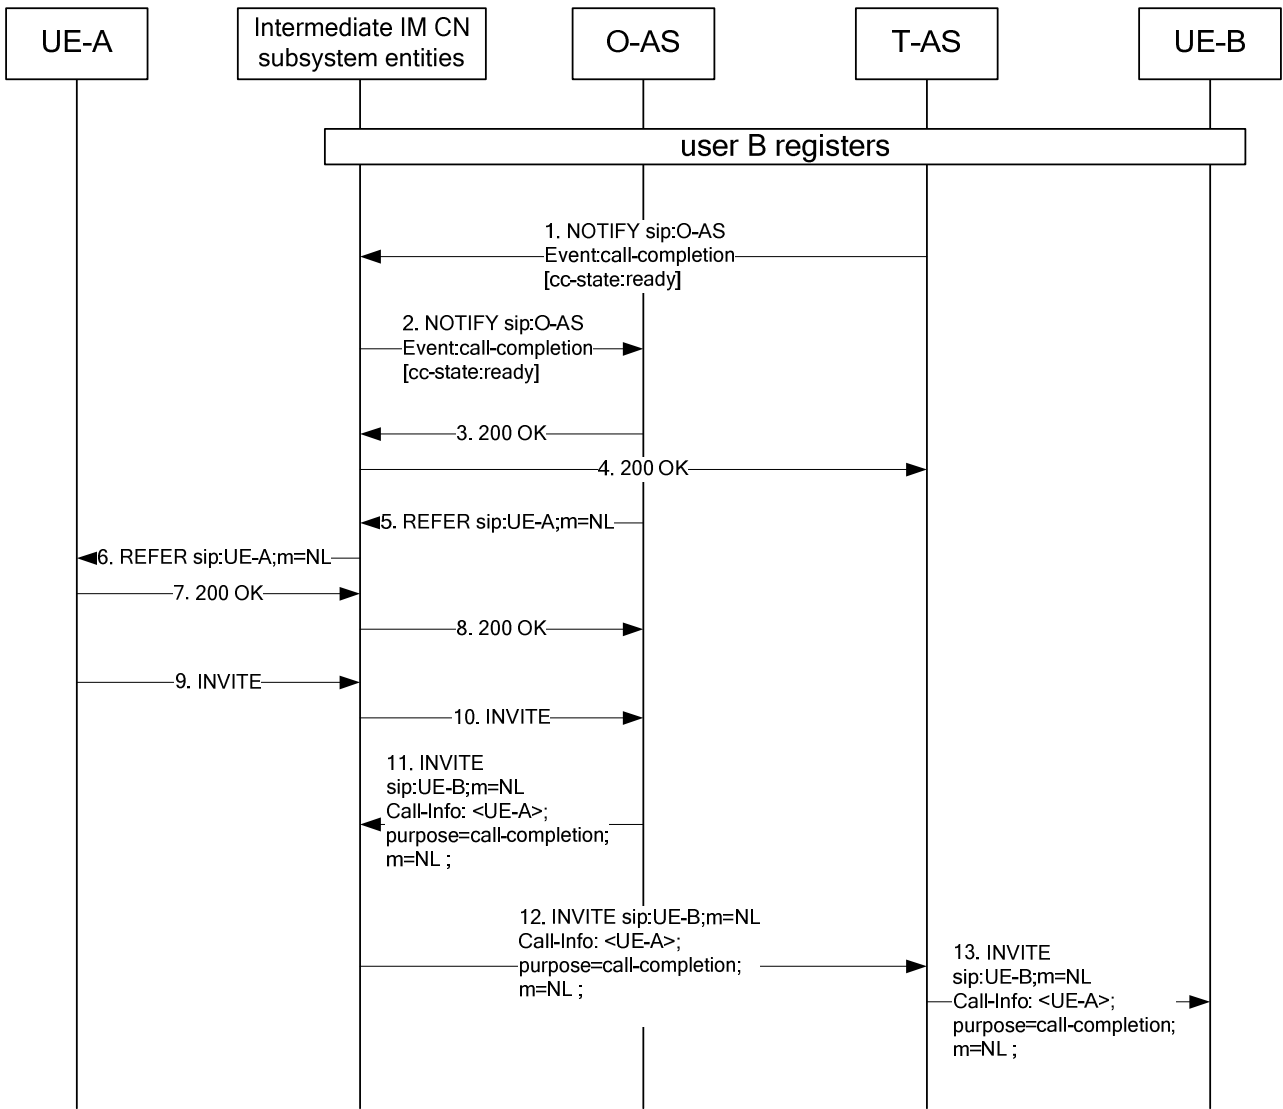 UE-A
Intermediate IM CN
subsystem entities
O-AS
T-AS
UE-B
user B registers
1. NOTIFY sip:O-AS
Event:call-completion
[cc-state:ready]
2. NOTIFY sip:O-AS
Event:call-completion
[cc-state:ready]
3. 200 OK
4. 200 OK
5. REFER sip:UE-A;m=NL
6. REFER sip:UE-A;m=NL
7. 200 OK
8. 200 OK
9. INVITE
10. INVITE
11. INVITE
sip:UE-B;m=NL
Call-Info: <UE-A>;
purpose=call-completion;
m=NL ;
12. INVITE sip:UE-B;m=NL
Call-Info: <UE-A>;
purpose=call-completion;
m=NL ;
13. INVITE
sip:UE-B;m=NL
Call-Info: <UE-A>;
purpose=call-completion;
m=NL ;